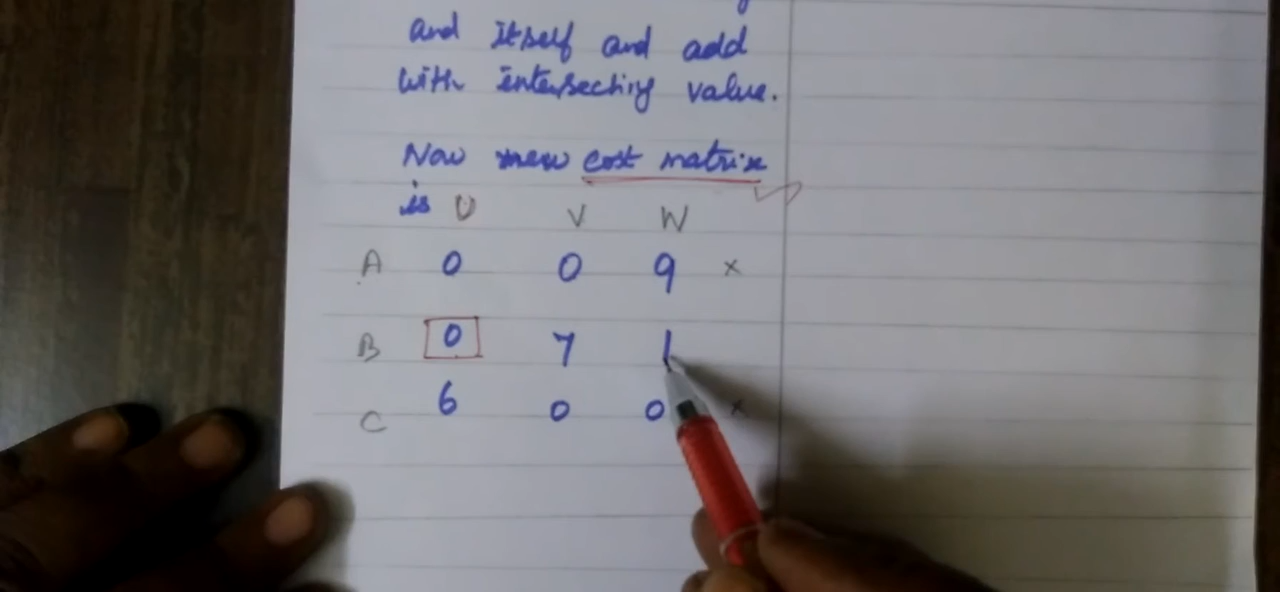 and itself and add
with intersecting value.
Now new cost matrix
is U V W
A 0 0 9 ×
B 0 7 1
C 6 0 0 ×